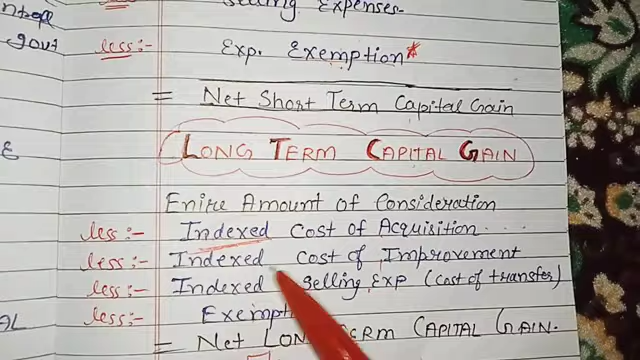 Selling Expenses.
govt
less:- Exp. Exemption*
= Net Short Term Capital Gain
LONG TERM CAPITAL GAIN
Enire Amount of Consideration
less:- Indexed Cost of Acquisition....
less:- Indexed Cost of Improvement
less:- Indexed Selling Exp (Cost of transfer)
less:-
= Net TERM CAPITAL GAIN.